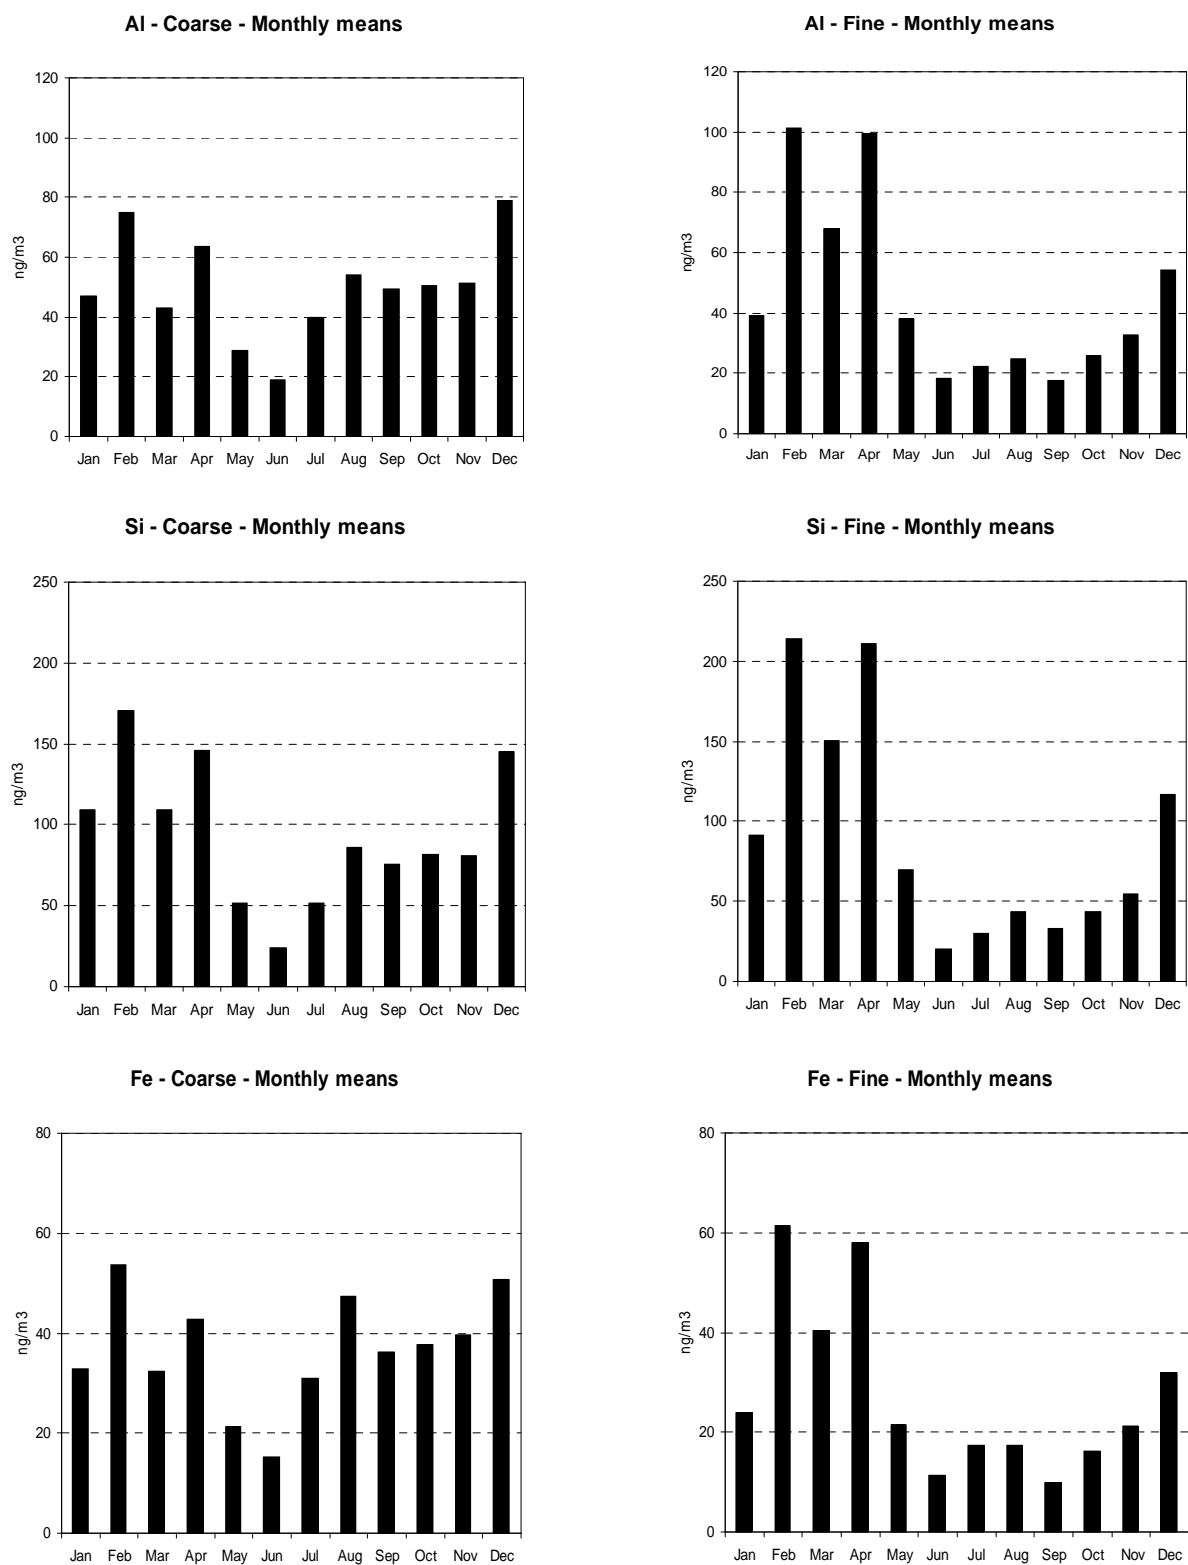 Al - Coarse - Monthly means
120
100
80
60
40
20
0
ng/m3
Jan Feb Mar Apr May Jun Jul Aug Sep Oct Nov Dec
Al - Fine - Monthly means
120
100
80
60
40
20
0
ng/m3
Jan Feb Mar Apr May Jun Jul Aug Sep Oct Nov Dec
Si - Coarse - Monthly means
250
200
150
100
50
0
ng/m3
Jan Feb Mar Apr May Jun Jul Aug Sep Oct Nov Dec
Si - Fine - Monthly means
250
200
150
100
50
0
ng/m3
Jan Feb Mar Apr May Jun Jul Aug Sep Oct Nov Dec
Fe - Coarse - Monthly means
80
60
40
20
0
ng/m3
Jan Feb Mar Apr May Jun Jul Aug Sep Oct Nov Dec
Fe - Fine - Monthly means
80
60
40
20
0
ng/m3
Jan Feb Mar Apr May Jun Jul Aug Sep Oct Nov Dec